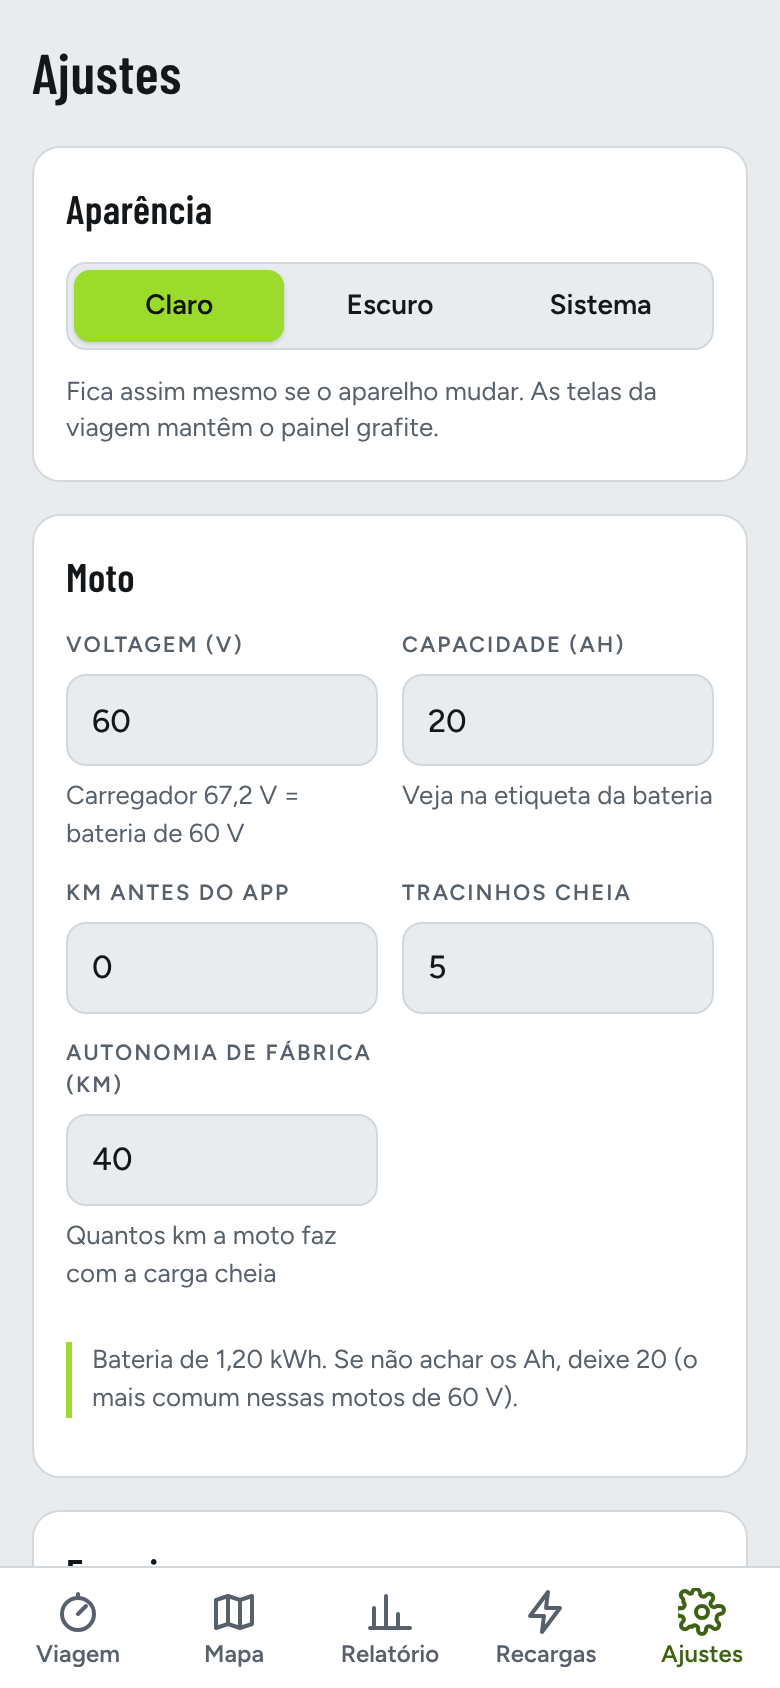 Ajustes
Aparência
Claro
Escuro
Sistema
Fica assim mesmo se o aparelho mudar. As telas da
viagem mantêm o painel grafite.
Moto
VOLTAGEM (V)
CAPACIDADE (AH)
60
20
Carregador 67,2 V =
bateria de 60 V
Veja na etiqueta da bateria
KM ANTES DO APP
TRACINHOS CHEIA
0
5
AUTONOMIA DE FÁBRICA
(KM)
40
Quantos km a moto faz
com a carga cheia
Bateria de 1,20 kWh. Se não achar os Ah, deixe 20 (o
mais comum nessas motos de 60 V).
Viagem
Mapa
Relatório
Recargas
Ajustes